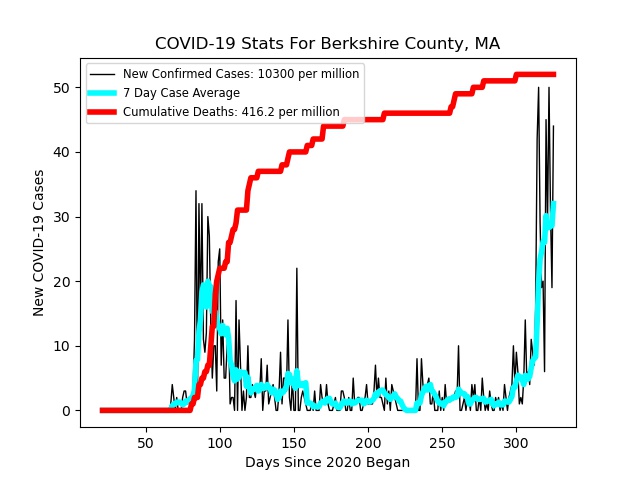 COVID-19 Stats For Berkshire County, MA
New Confirmed Cases: 10300 per million
7 Day Case Average
Cumulative Deaths: 416.2 per million
New COVID-19 Cases
50
40
30
20
10
0
50 100 150 200 250 300
Days Since 2020 Began